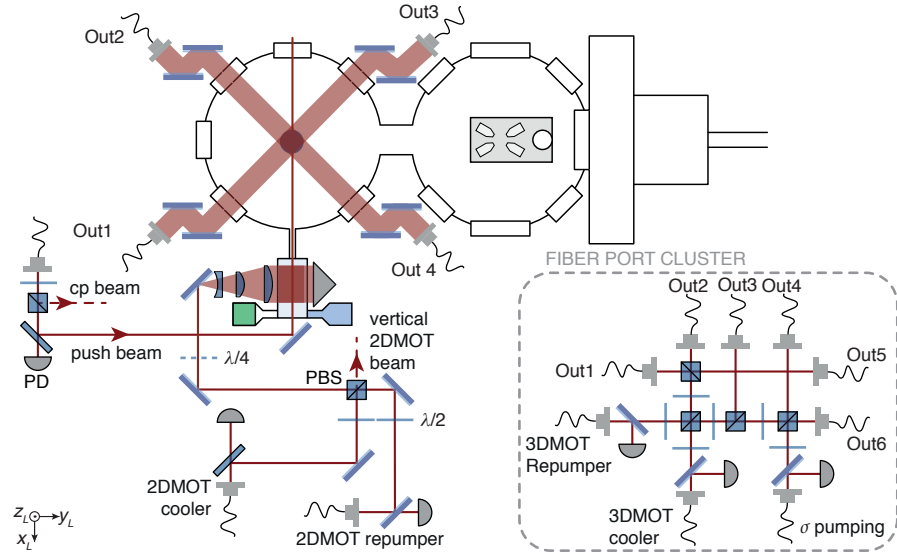 Out2
Out3
Out1
Out 4
cp beam
push beam
PD
λ/4
vertical
2DMOT
beam
PBS
λ/2
2DMOT
cooler
2DMOT repumper
z_L
y_L
x_L
FIBER PORT CLUSTER
Out2 Out3 Out4
Out1
Out5
Out6
3DMOT
Repumper
3DMOT
cooler
σ pumping